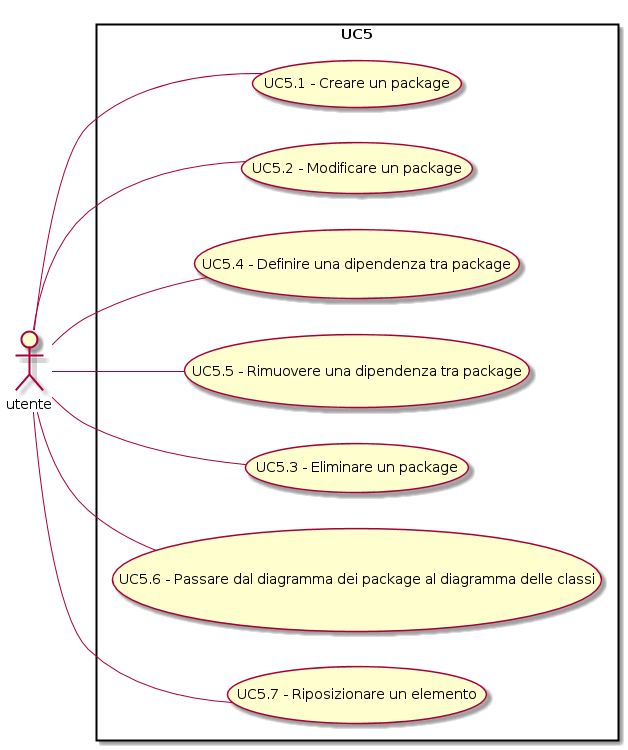 UC5
UC5.1 - Creare un package
UC5.2 - Modificare un package
UC5.4 - Definire una dipendenza tra package
UC5.5 - Rimuovere una dipendenza tra package
utente
UC5.3 - Eliminare un package
UC5.6 - Passare dal diagramma dei package al diagramma delle classi
UC5.7 - Riposizionare un elemento